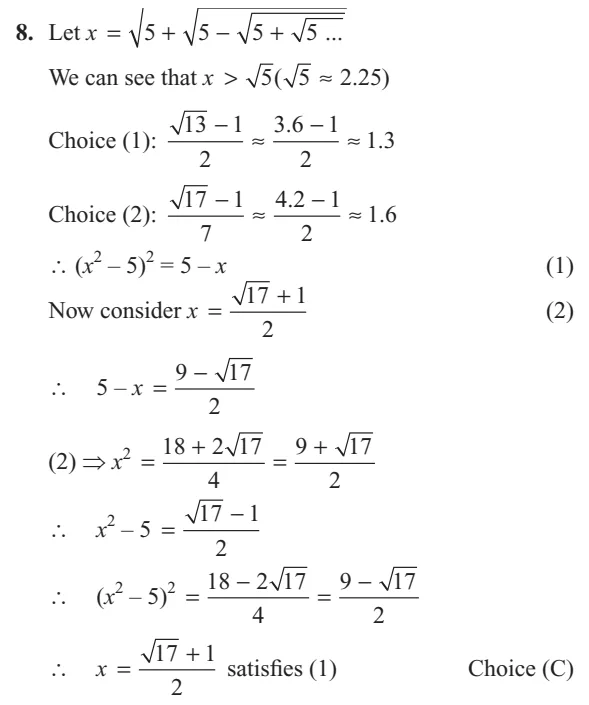 8. Let x = √(5 + √(5 − √(5 + √(5 ...
We can see that x > √5(√5 ≈ 2.25)
Choice (1): (√13 − 1)/2 ≈ (3.6 − 1)/2 ≈ 1.3
Choice (2): (√17 − 1)/7 ≈ (4.2 − 1)/2 ≈ 1.6
∴ (x² – 5)² = 5 – x (1)
Now consider x = (√17 + 1)/2 (2)
∴ 5 – x = (9 − √17)/2
(2) ⇒ x² = (18 + 2√17)/4 = (9 + √17)/2
∴ x² – 5 = (√17 − 1)/2
∴ (x² – 5)² = (18 − 2√17)/4 = (9 − √17)/2
∴ x = (√17 + 1)/2 satisfies (1) Choice (C)